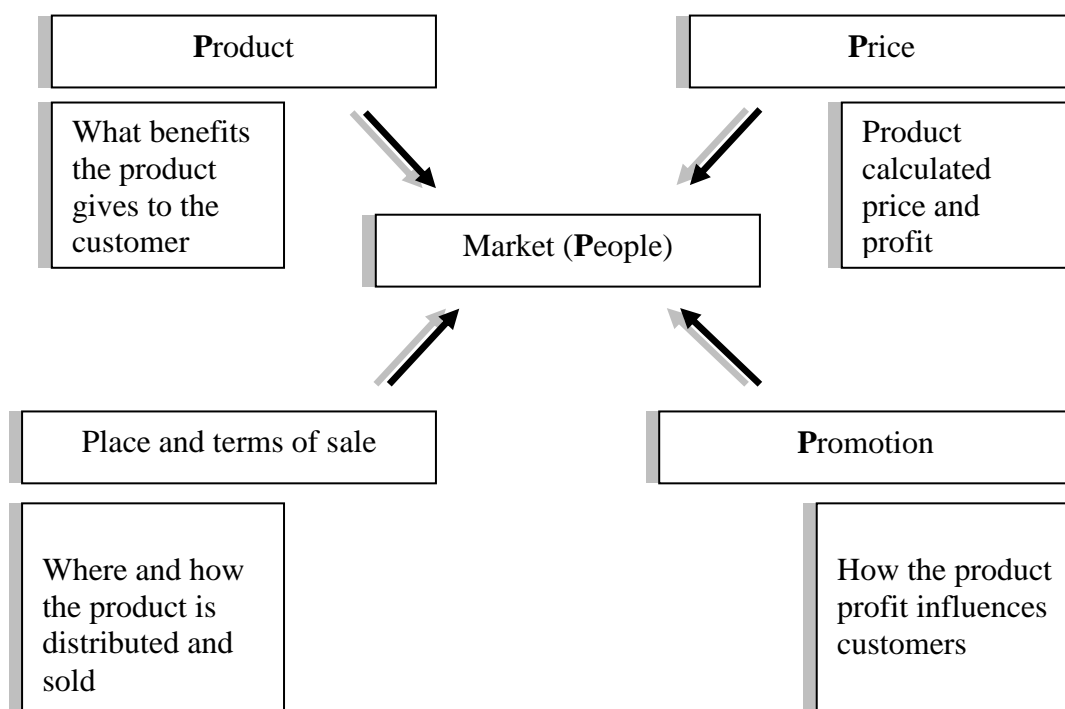 Product
What benefits
the product
gives to the
customer
Price
Product
calculated
price and
profit
Market (People)
Place and terms of sale
Where and how
the product is
distributed and
sold
Promotion
How the product
profit influences
customers